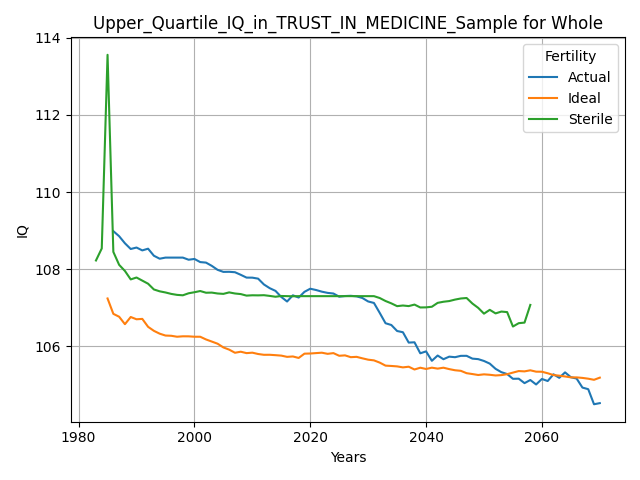 Upper_Quartile_IQ_in_TRUST_IN_MEDICINE_Sample for Whole
114
112
110
108
106
IQ
1980
2000
2020
2040
2060
Years
Fertility
Actual
Ideal
Sterile